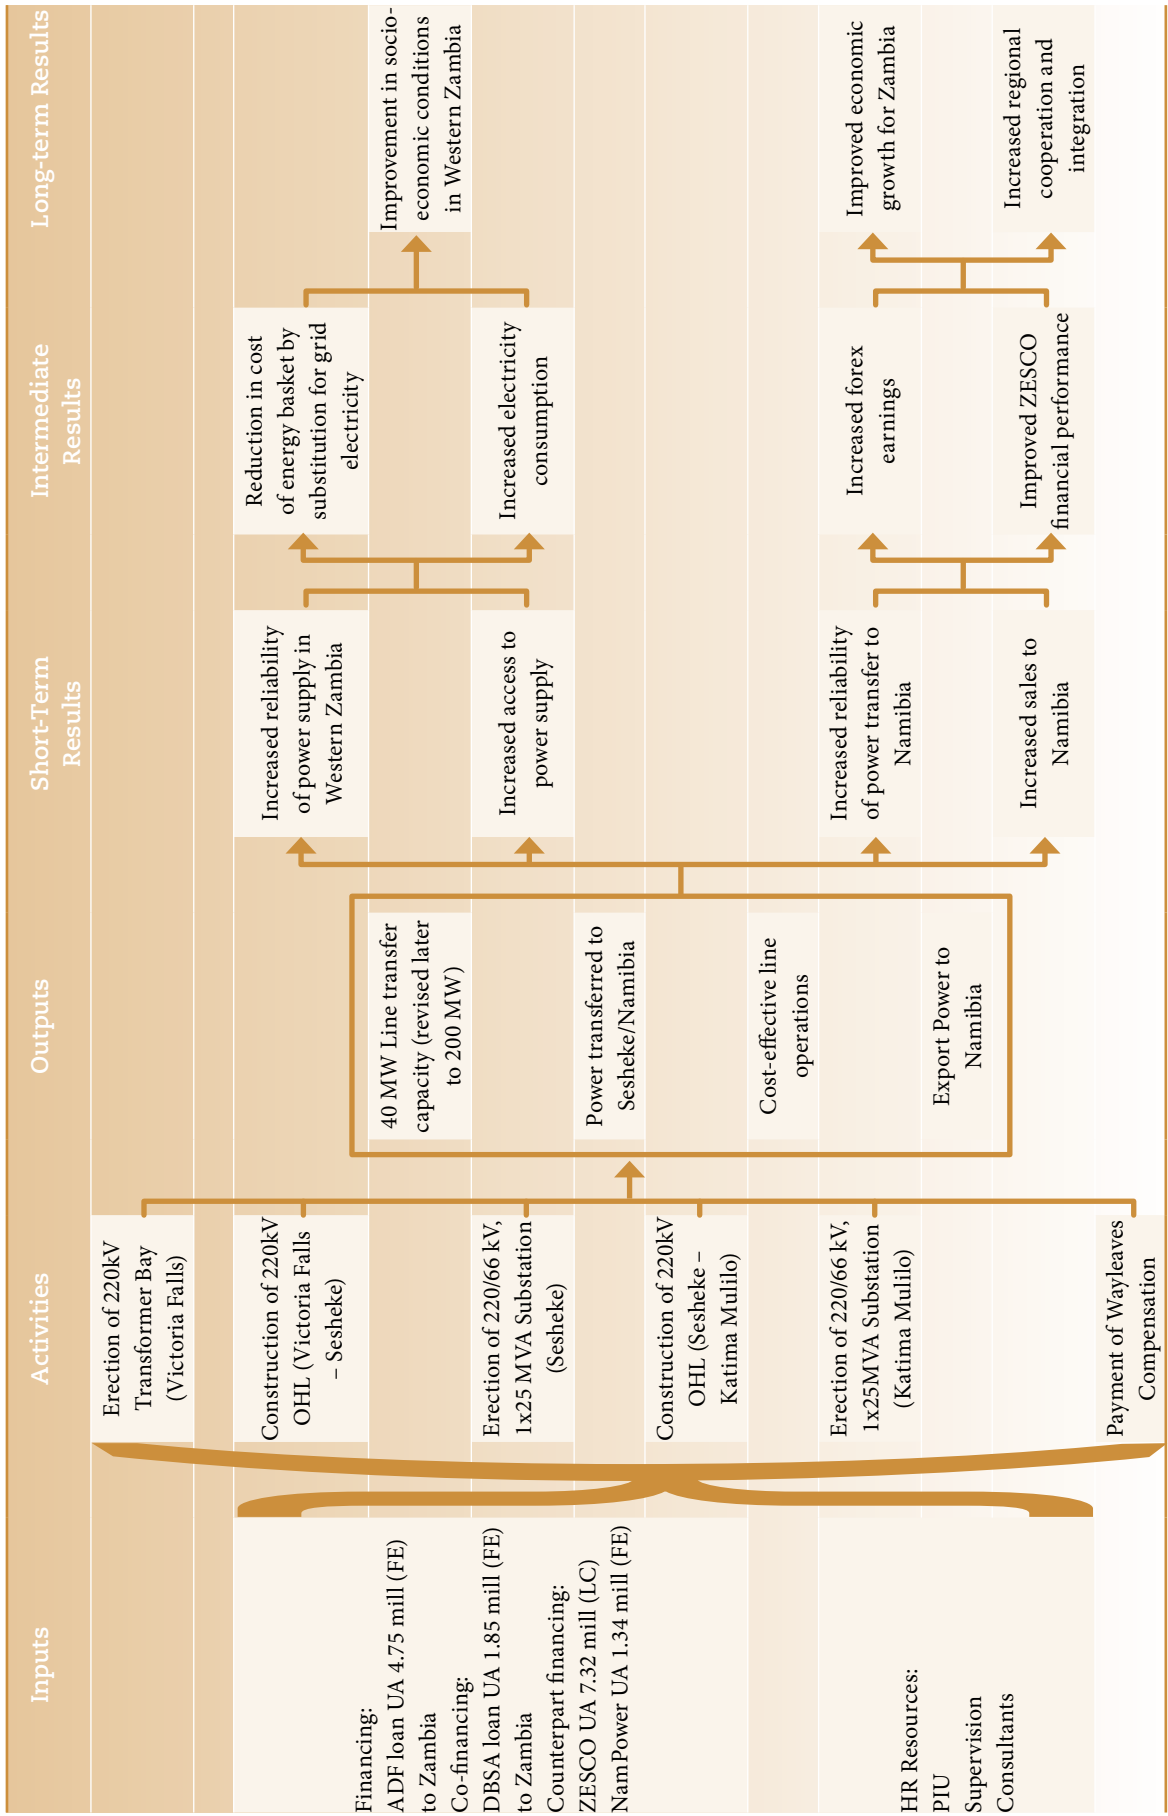 Inputs
Activities
Outputs
Short-Term
Results
Intermediate
Results
Long-term Results
Financing:
ADF loan UA 4.75 mill (FE)
to Zambia
Co-financing:
DBSA loan UA 1.85 mill (FE)
to Zambia
Counterpart financing:
ZESCO UA 7.32 mill (LC)
NamPower UA 1.34 mill (FE)
HR Resources:
PIU
Supervision
Consultants
Erection of 220kV
Transformer Bay
(Victoria Falls)
Construction of 220kV
OHL (Victoria Falls
– Sesheke)
Erection of 220/66 kV,
1x25 MVA Substation
(Sesheke)
Construction of 220kV
OHL (Sesheke –
Katima Mulilo)
Erection of 220/66 kV,
1x25MVA Substation
(Katima Mulilo)
Payment of Wayleaves
Compensation
40 MW Line transfer
capacity (revised later
to 200 MW)
Power transferred to
Sesheke/Namibia
Cost-effective line
operations
Export Power to
Namibia
Increased reliability
of power supply in
Western Zambia
Increased access to
power supply
Increased reliability
of power transfer to
Namibia
Increased sales to
Namibia
Reduction in cost
of energy basket by
substitution for grid
electricity
Increased electricity
consumption
Increased forex
earnings
Improved ZESCO
financial performance
Improvement in socio-
economic conditions
in Western Zambia
Improved economic
growth for Zambia
Increased regional
cooperation and
integration